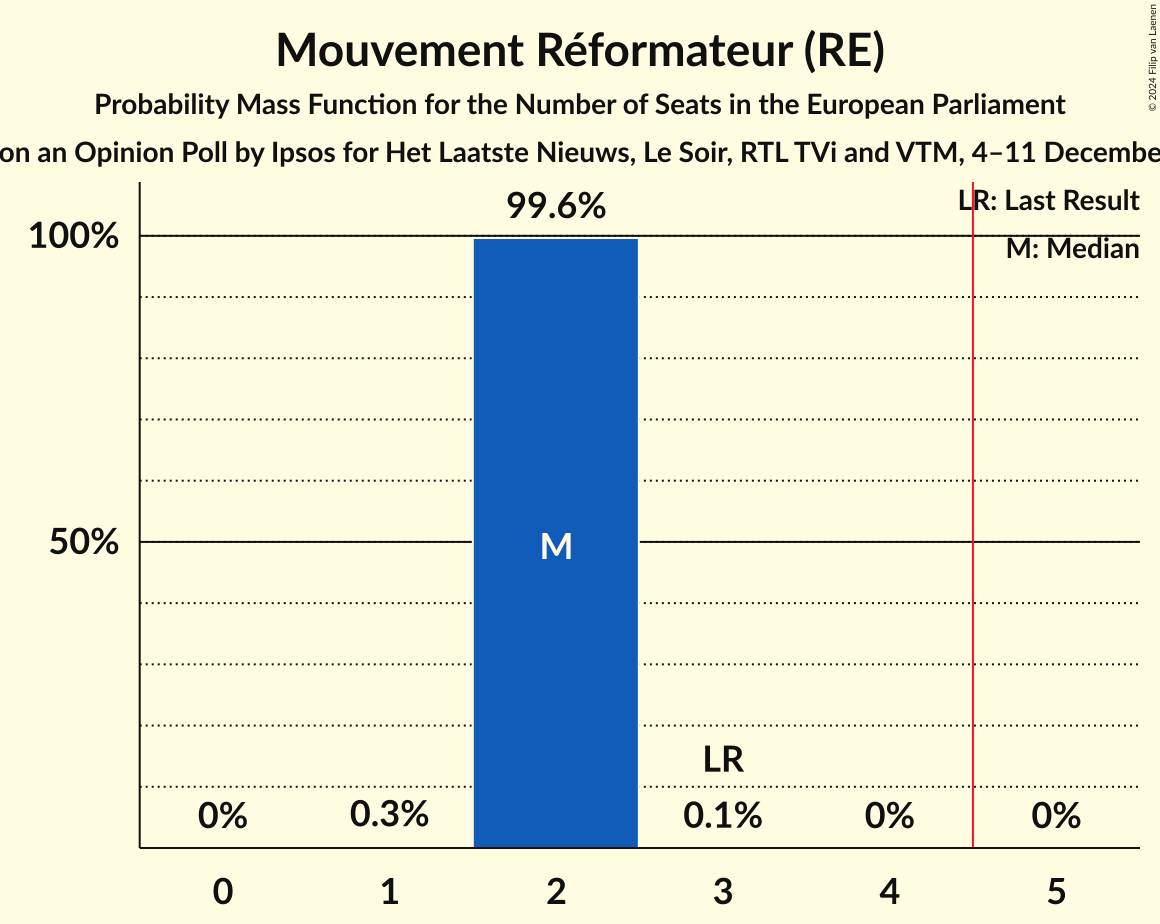 Mouvement Réformateur (RE)
Probability Mass Function for the Number of Seats in the European Parliament
on an Opinion Poll by Ipsos for Het Laatste Nieuws, Le Soir, RTL TVi and VTM, 4–11 Decembe
© 2024 Filip van Laenen
LR: Last Result
M: Median
99.6%
100%
50%
M
LR
0% 0.3% 0.1% 0% 0%
0 1 2 3 4 5